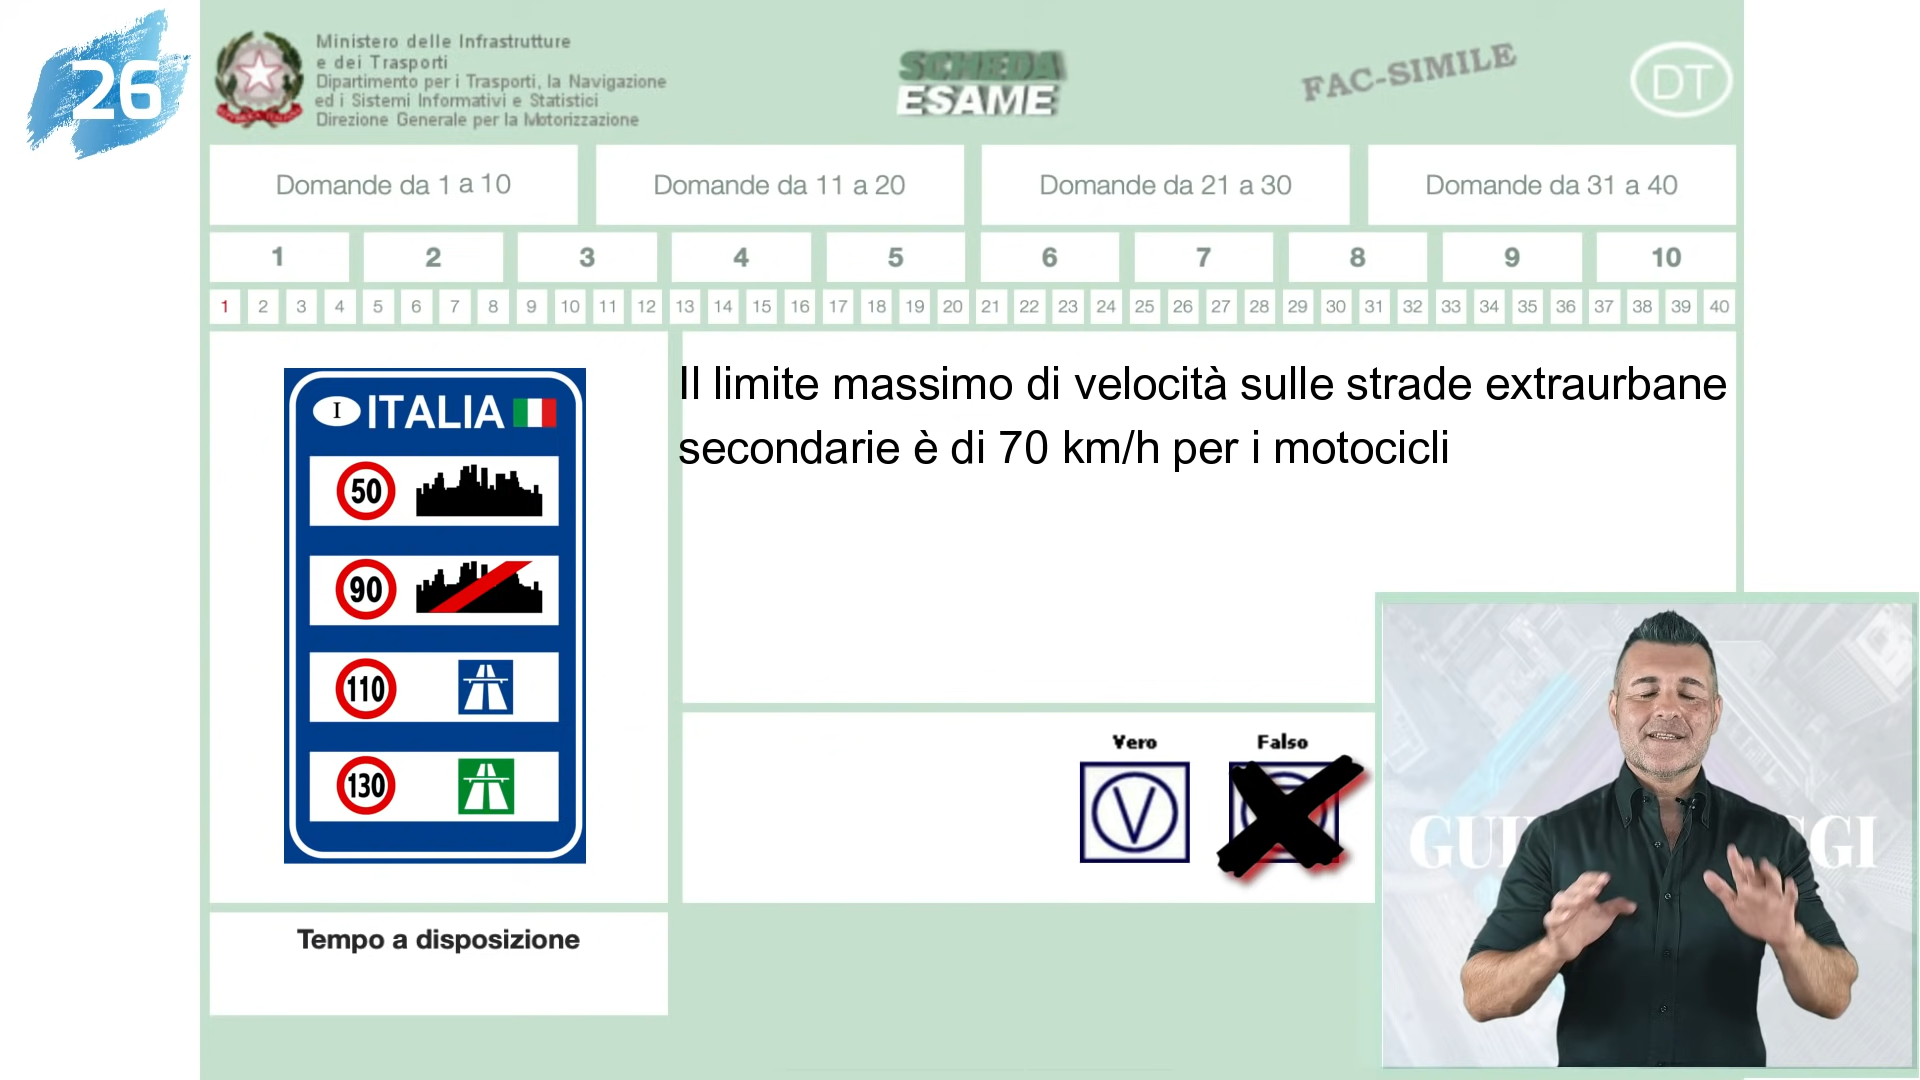 26
Ministero delle Infrastrutture
e dei Trasporti
Dipartimento per i Trasporti, la Navigazione
ed i Sistemi Informativi e Statistici
Direzione Generale per la Motorizzazione
SCHEDA
ESAME
FAC-SIMILE
DT
Domande da 1 a 10
Domande da 11 a 20
Domande da 21 a 30
Domande da 31 a 40
1 2 3 4 5 6 7 8 9 10
1 2 3 4 5 6 7 8 9 10 11 12 13 14 15 16 17 18 19 20 21 22 23 24 25 26 27 28 29 30 31 32 33 34 35 36 37 38 39 40
I ITALIA
50
90
110
130
Il limite massimo di velocità sulle strade extraurbane
secondarie è di 70 km/h per i motocicli
Vero
Falso
V
Tempo a disposizione